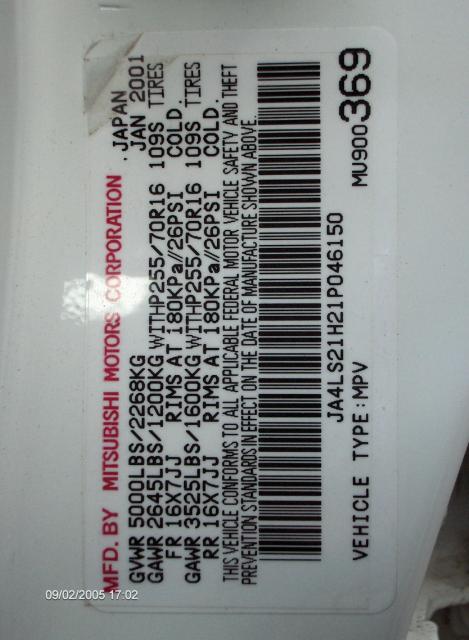 MFD. BY MITSUBISHI MOTORS CORPORATION . JAPAN
GVWR 5000LBS/2268KG JAN 2001
GAWR 2645LBS/1200KG WITHP255/70R16 109S TIRES
FR 16X7JJ RIMS AT 180KPa//26PSI COLD.
GAWR 3525LBS/1600KG WITHP255/70R16 109S TIRES
RR 16X7JJ RIMS AT 180KPa//26PSI COLD.
THIS VEHICLE CONFORMS TO ALL APPLICABLE FEDERAL MOTOR VEHICLE SAFETY AND THEFT
PREVENTION STANDARDS IN EFFECT ON THE DATE OF MANUFACTURE SHOWN ABOVE.
JA4LS21H21P046150
VEHICLE TYPE:MPV MU900369
09/02/2005 17:02